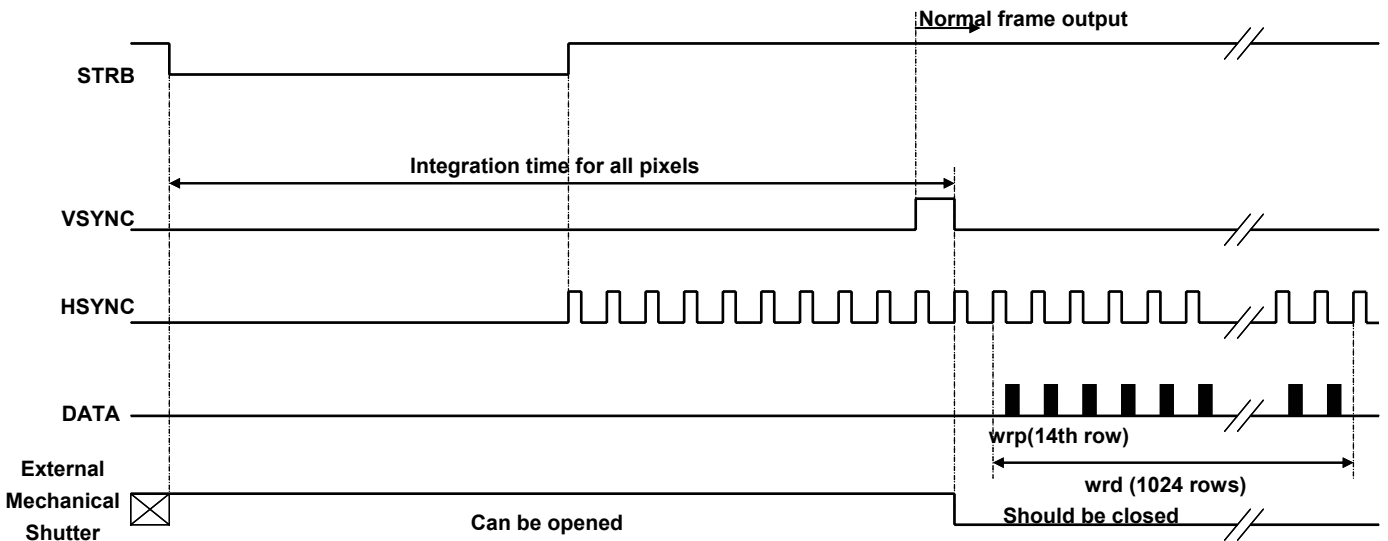 Normal frame output
STRB
Integration time for all pixels
VSYNC
HSYNC
DATA
wrp(14th row)
External
Mechanical
Shutter
wrd (1024 rows)
Can be opened
Should be closed